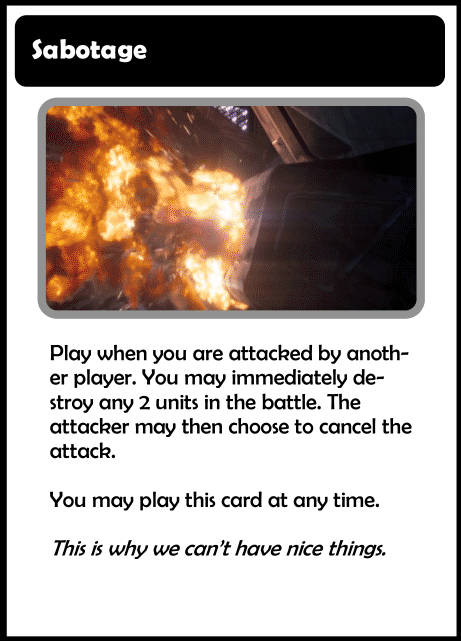 Sabotage
Play when you are attacked by anoth-
er player. You may immediately de-
stroy any 2 units in the battle. The
attacker may then choose to cancel the
attack.
You may play this card at any time.
This is why we can't have nice things.